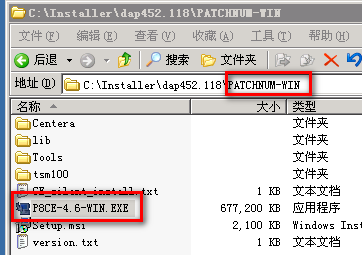 C:\Installer\dap452.118\PATCHNUM-WIN
文件(F) 编辑(E) 查看(V) 收藏(A) 工具(T) 帮助(H)
后退 搜索 文件夹
地址(D) C:\Installer\dap452.118\PATCHNUM-WIN
名称 大小 类型
Centera 文件夹
lib 文件夹
Tools 文件夹
tsm100 文件夹
CE_silent_install.txt 1 KB 文本文档
P8CE-4.6-WIN.EXE 677,200 KB 应用程序
Setup.msi 2,100 KB Windows Inst
version.txt 1 KB 文本文档